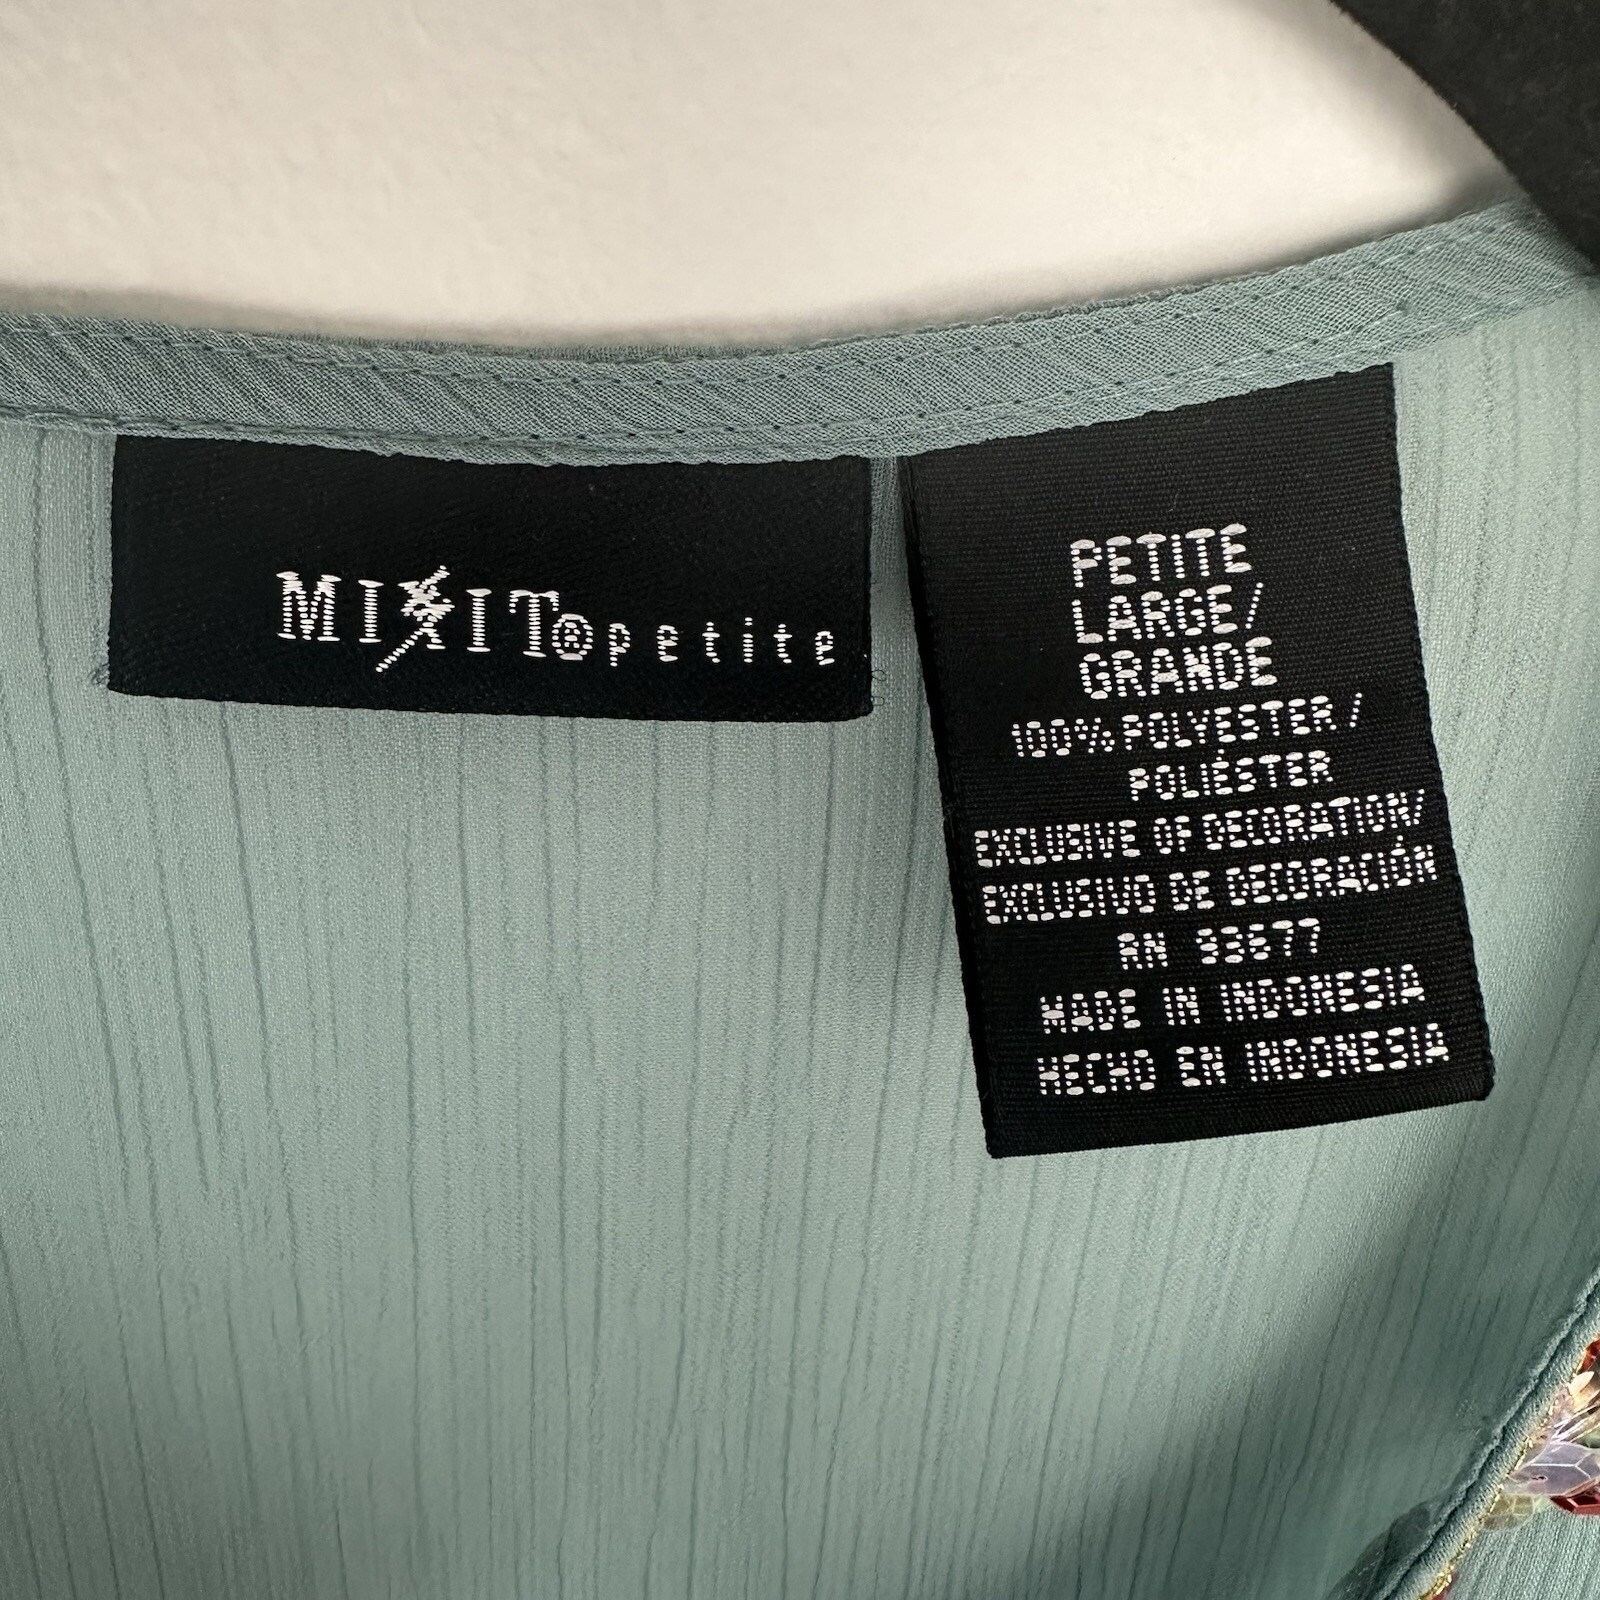 MIXIT® petite
PETITE
LARGE/
GRANDE
100% POLYESTER/
POLIÉSTER
EXCLUSIVE OF DECORATION/
EXCLUSIVO DE DECORACIÓN
RN 93677
MADE IN INDONESIA
HECHO EN INDONESIA